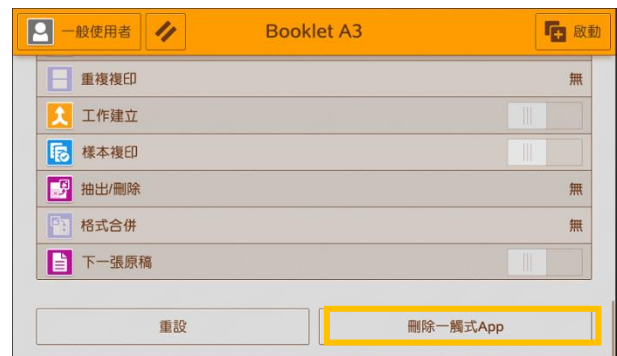 一般使用者 Booklet A3 啟動
重複複印 無
工作建立
樣本複印
抽出/刪除 無
格式合併 無
下一張原稿
重設 刪除一觸式App